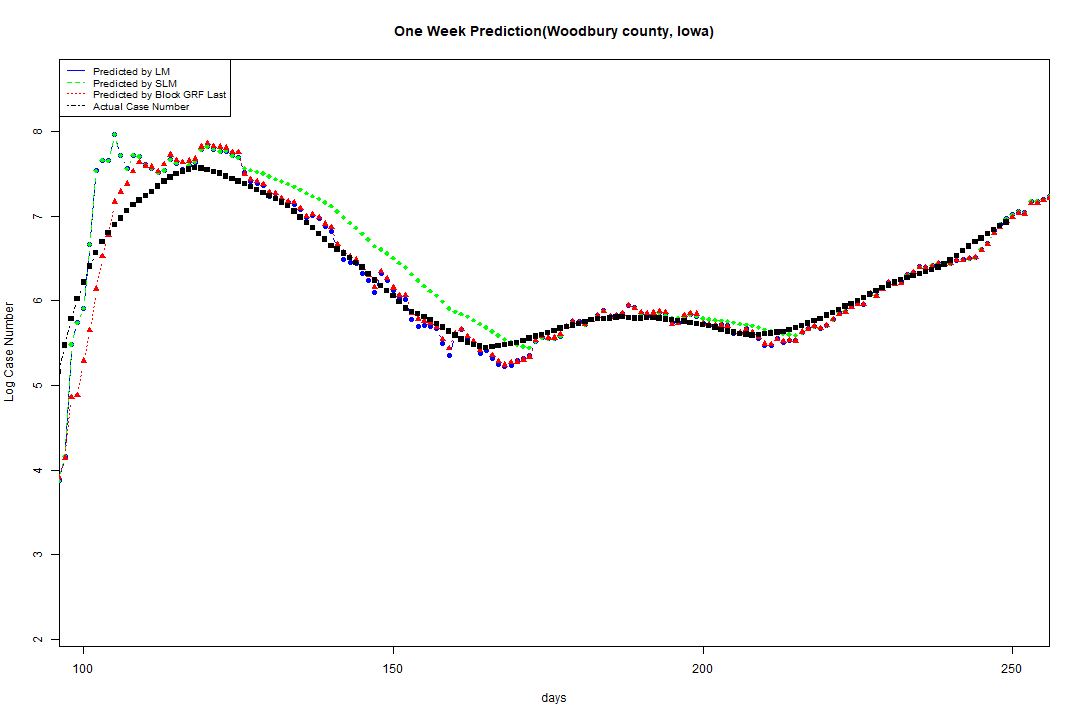 One Week Prediction(Woodbury county, Iowa)
Predicted by LM
Predicted by SLM
Predicted by Block GRF Last
Actual Case Number
Log Case Number
8
7
6
5
4
3
2
100 150 200 250
days